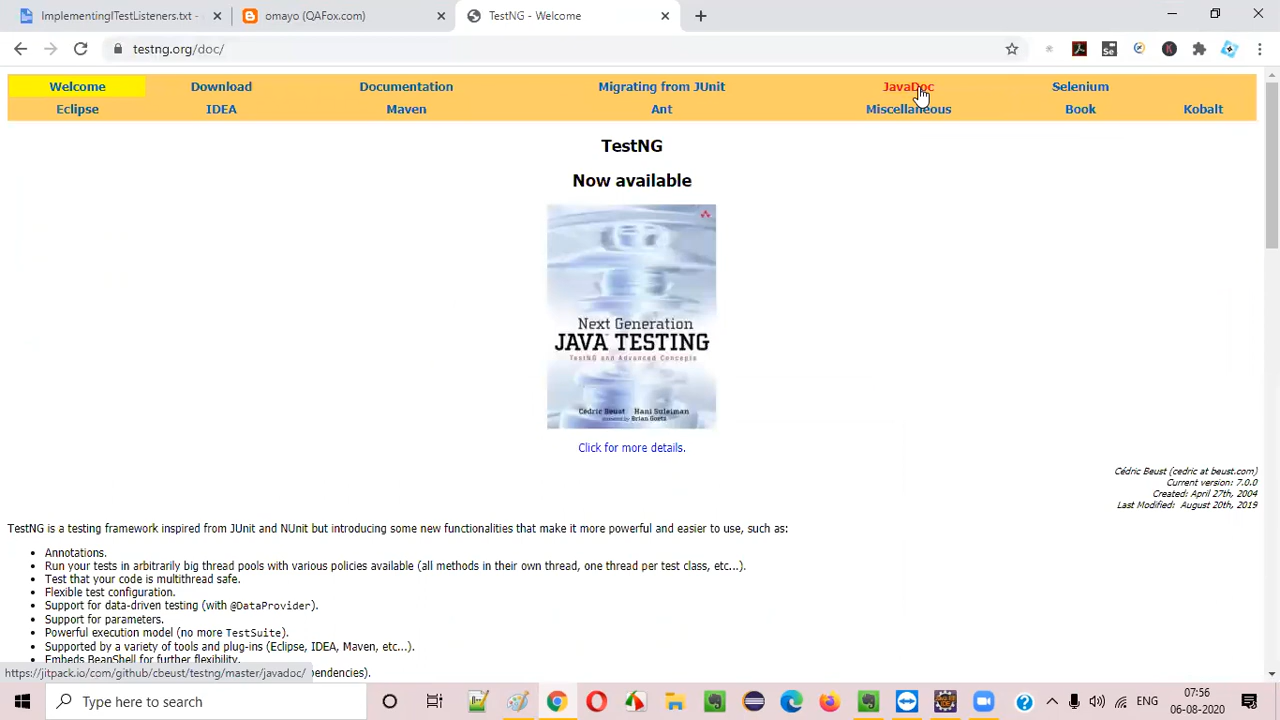 ImplementingITestListeners.txt -
omayo (QAFox.com)
TestNG - Welcome
testng.org/doc/
Welcome Download Documentation Migrating from JUnit JavaDoc Selenium
Eclipse IDEA Maven Ant Miscellaneous Book Kobalt
TestNG
Now available
Next Generation
JAVA TESTING
TestNG and Advanced Concepts
Cédric Beust Hani Suleiman
Click for more details.
Cédric Beust (cedric at beust.com)
Current version: 7.0.0
Created: April 27th, 2004
Last Modified: August 20th, 2019
TestNG is a testing framework inspired from JUnit and NUnit but introducing some new functionalities that make it more powerful and easier to use, such as:
• Annotations.
• Run your tests in arbitrarily big thread pools with various policies available (all methods in their own thread, one thread per test class, etc...).
• Test that your code is multithread safe.
• Flexible test configuration.
• Support for data-driven testing (with @DataProvider).
• Support for parameters.
• Powerful execution model (no more TestSuite).
• Supported by a variety of tools and plug-ins (Eclipse, IDEA, Maven, etc...).
• Embeds BeanShell for further flexibility.
https://jitpack.io/com/github/cbeust/testng/master/javadoc/ pendencies).
Type here to search
ENG
07:56
06-08-2020